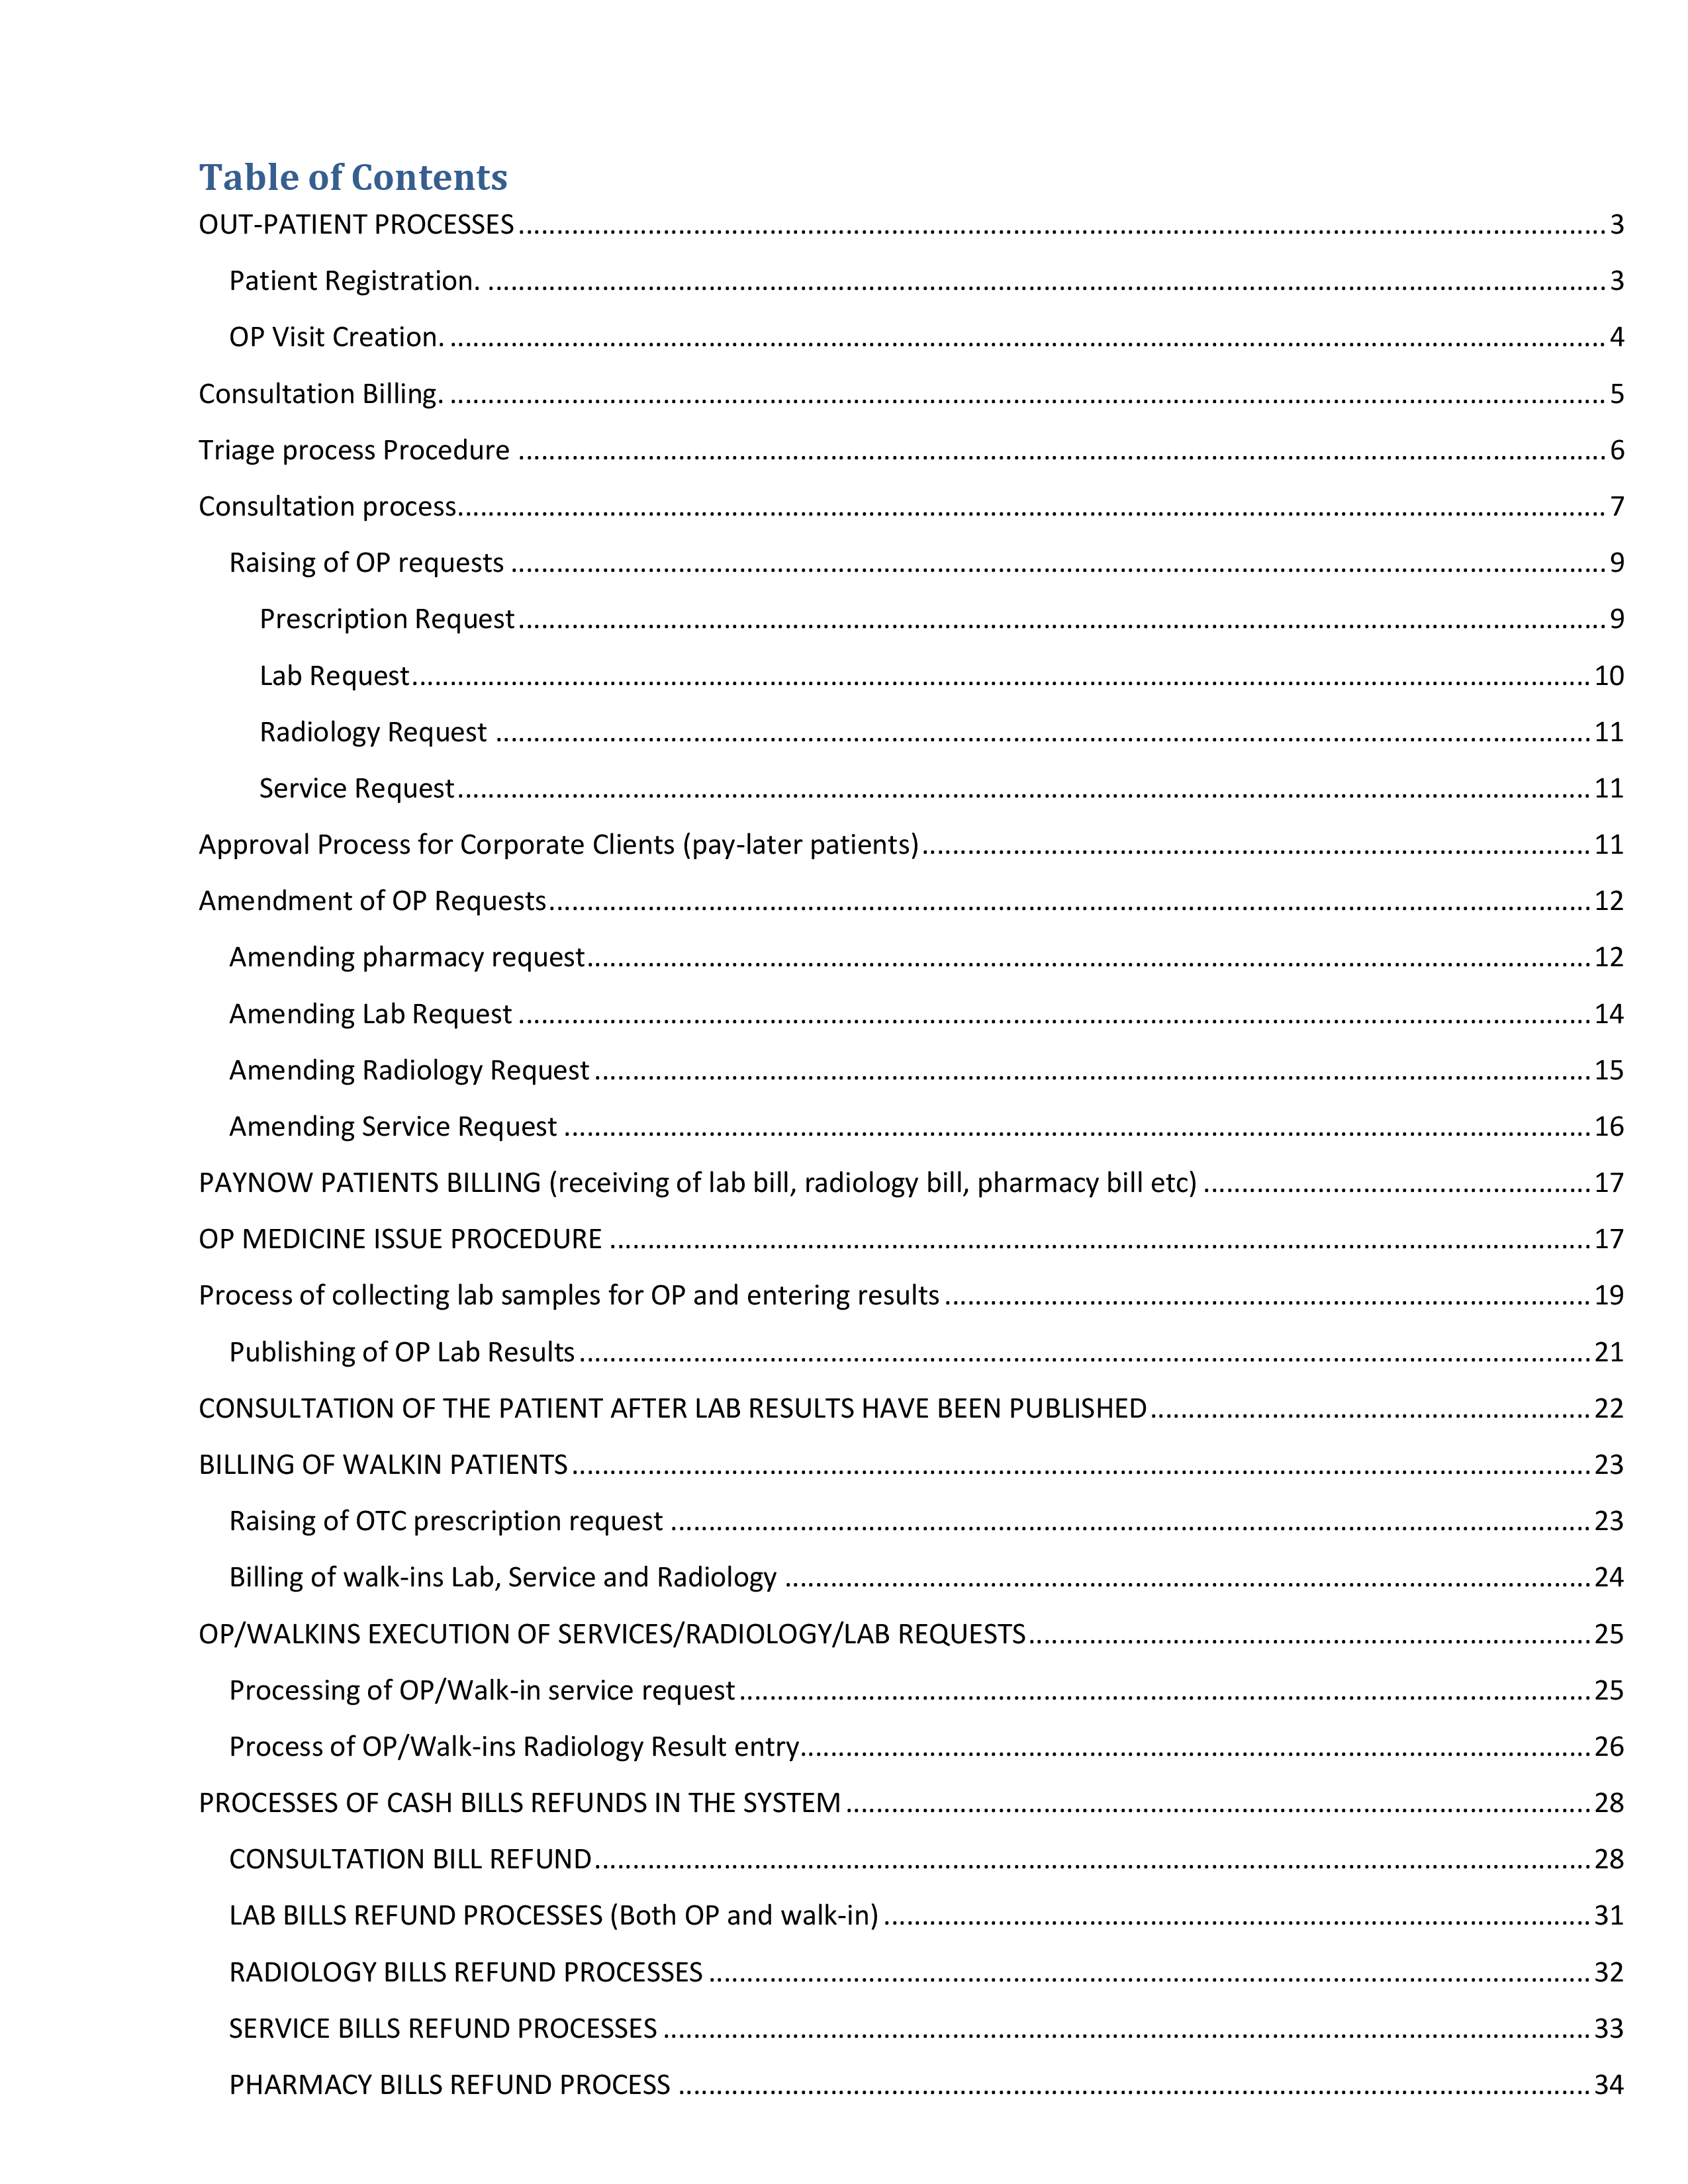 Table of Contents
OUT-PATIENT PROCESSES 3
Patient Registration. 3
OP Visit Creation. 4
Consultation Billing. 5
Triage process Procedure 6
Consultation process 7
Raising of OP requests 9
Prescription Request 9
Lab Request 10
Radiology Request 11
Service Request 11
Approval Process for Corporate Clients (pay-later patients) 11
Amendment of OP Requests 12
Amending pharmacy request 12
Amending Lab Request 14
Amending Radiology Request 15
Amending Service Request 16
PAYNOW PATIENTS BILLING (receiving of lab bill, radiology bill, pharmacy bill etc) 17
OP MEDICINE ISSUE PROCEDURE 17
Process of collecting lab samples for OP and entering results 19
Publishing of OP Lab Results 21
CONSULTATION OF THE PATIENT AFTER LAB RESULTS HAVE BEEN PUBLISHED 22
BILLING OF WALKIN PATIENTS 23
Raising of OTC prescription request 23
Billing of walk-ins Lab, Service and Radiology 24
OP/WALKINS EXECUTION OF SERVICES/RADIOLOGY/LAB REQUESTS 25
Processing of OP/Walk-in service request 25
Process of OP/Walk-ins Radiology Result entry 26
PROCESSES OF CASH BILLS REFUNDS IN THE SYSTEM 28
CONSULTATION BILL REFUND 28
LAB BILLS REFUND PROCESSES (Both OP and walk-in) 31
RADIOLOGY BILLS REFUND PROCESSES 32
SERVICE BILLS REFUND PROCESSES 33
PHARMACY BILLS REFUND PROCESS 34